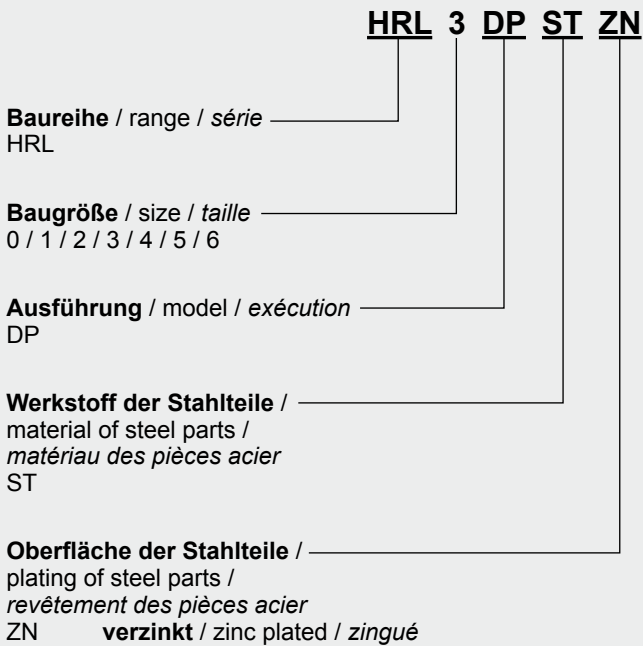 HRL 3 DP ST ZN
Baureihe / range / série
HRL
Baugröße / size / taille
0 / 1 / 2 / 3 / 4 / 5 / 6
Ausführung / model / exécution
DP
Werkstoff der Stahlteile /
material of steel parts /
matériau des pièces acier
ST
Oberfläche der Stahlteile /
plating of steel parts /
revêtement des pièces acier
ZN verzinkt / zinc plated / zingué